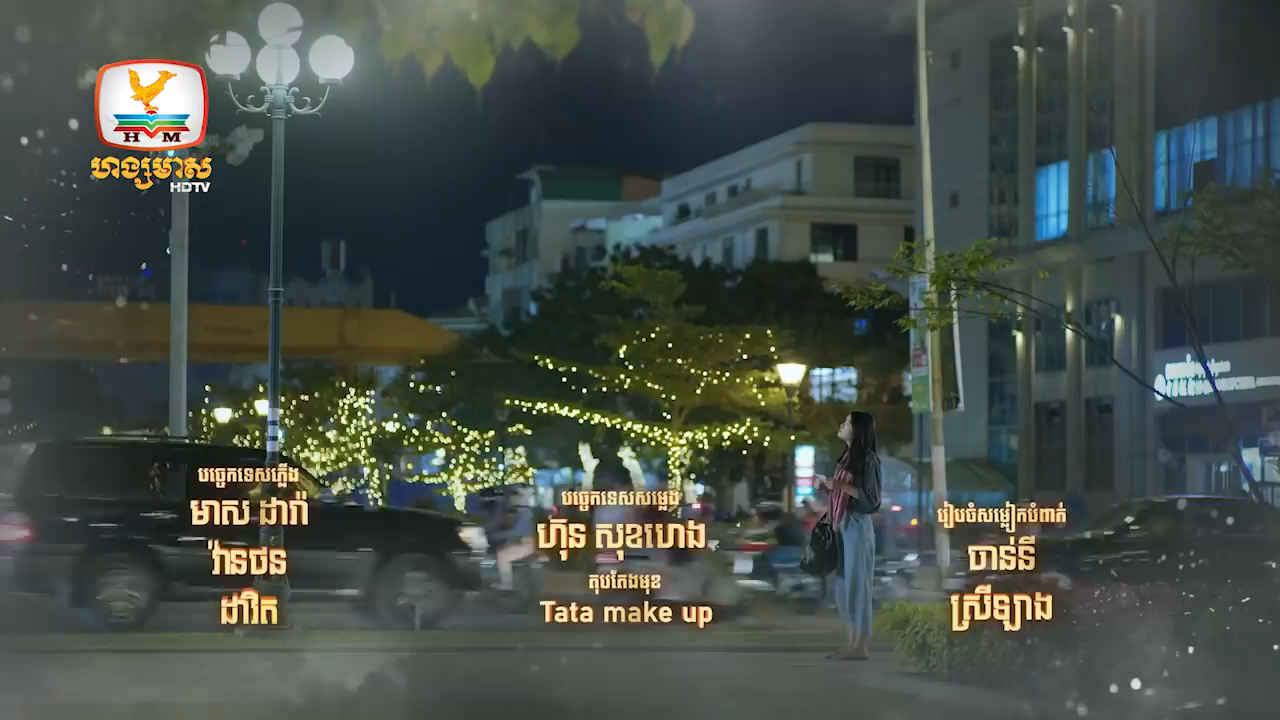 H M
ហង្សមាស
HDTV
បច្ចេកទេសភ្លើង
មាស ដារ៉ា
វ៉ានថន
ដាវិត
បច្ចេកទេសសម្លេង
ហ៊ុន សុខហេង
តុបតែងមុខ
Tata make up
រៀបចំសម្លៀកបំពាក់
ចាន់នី
ស្រីឡាង